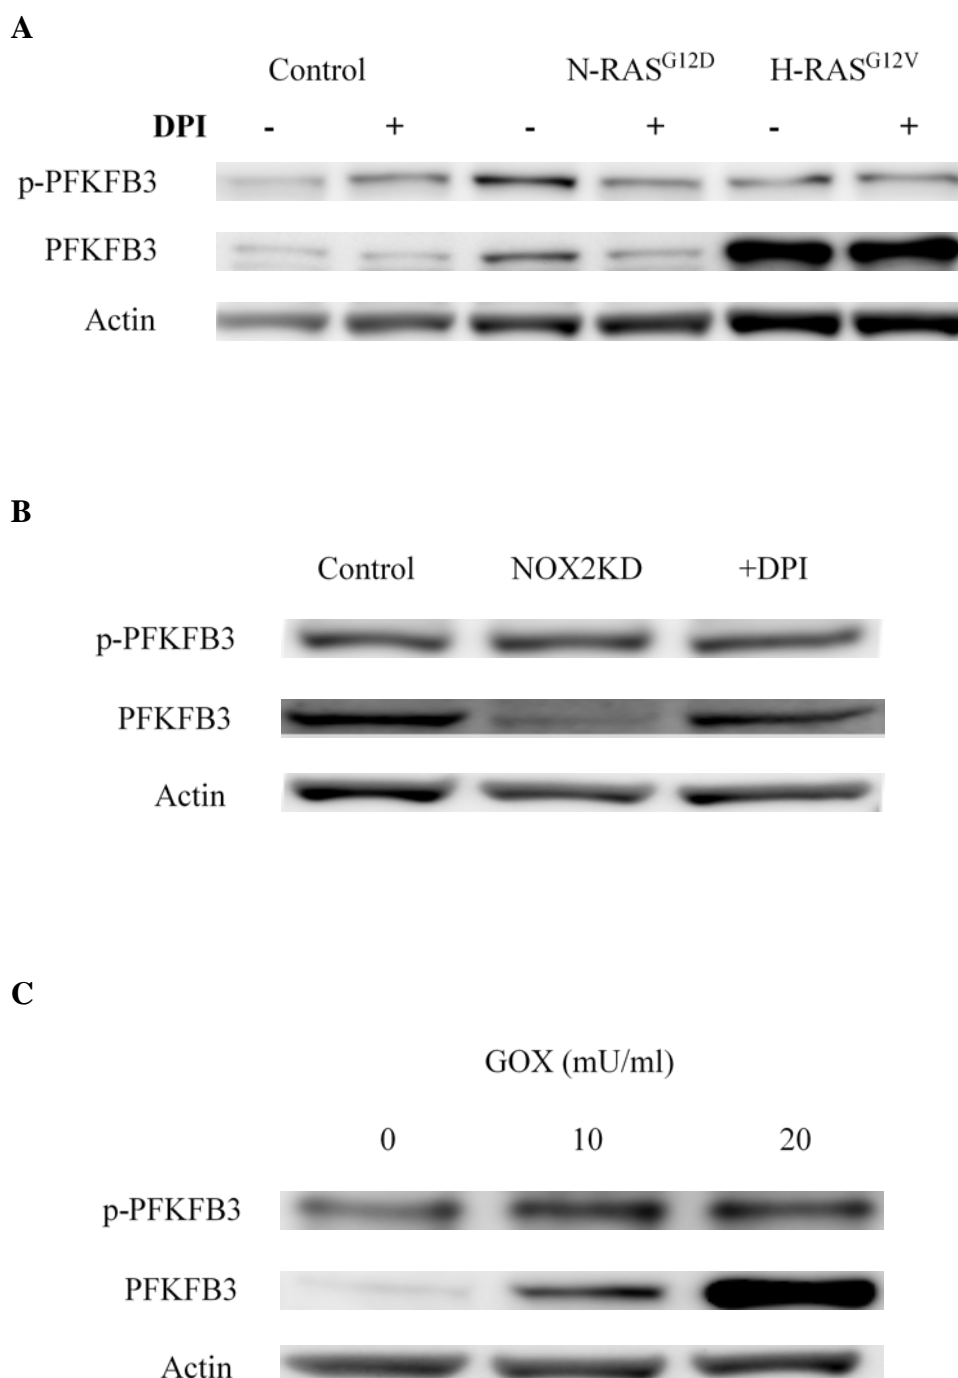 A
Control N-RASG12D H-RASG12V
DPI - + - + - +
p-PFKFB3
PFKFB3
Actin
B
Control NOX2KD +DPI
p-PFKFB3
PFKFB3
Actin
C
GOX (mU/ml)
0 10 20
p-PFKFB3
PFKFB3
Actin